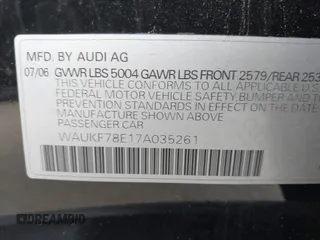 MFD. BY AUDI AG
07/06 GVWR LBS 5004 GAWR LBS FRONT 2579/REAR 253
THIS VEHICLE CONFORMS TO ALL APPLICABLE U
FEDERAL MOTOR VEHICLE SAFETY BUMPER AND T
STANDARDS IN EFFECT ON THE DATE OF
MANUFACTURE SHOWN ABOVE
PASSENGER CAR
WAUKF78E17A035261
DREAMBID